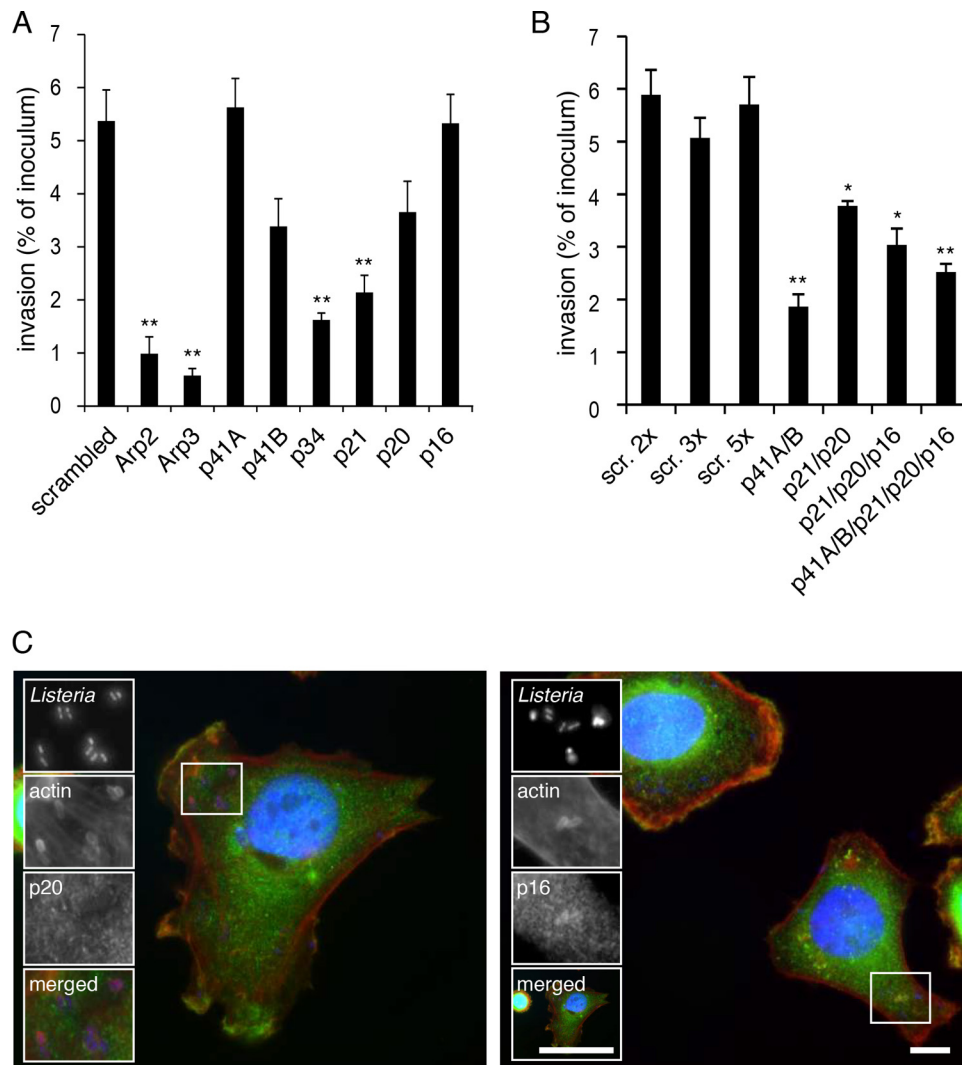 A
invasion (% of inoculum)
7
6
5
4
3
2
1
0
**
**
**
**
scrambled
Arp2
Arp3
p41A
p41B
p34
p21
p20
p16
B
invasion (% of inoculum)
7
6
5
4
3
2
1
0
**
*
*
**
scr. 2x
scr. 3x
scr. 5x
p41A/B
p21/p20
p21/p20/p16
p41A/B/p21/p20/p16
C
Listeria
actin
p20
merged
Listeria
actin
p16
merged